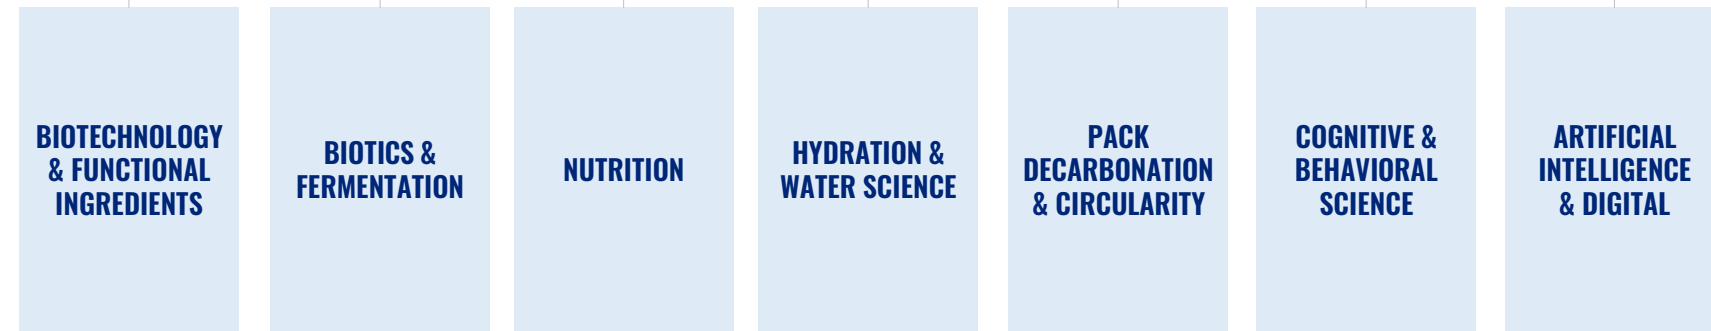 BIOTECHNOLOGY
& FUNCTIONAL
INGREDIENTS
BIOTICS &
FERMENTATION
NUTRITION
HYDRATION &
WATER SCIENCE
PACK
DECARBONATION
& CIRCULARITY
COGNITIVE &
BEHAVIORAL
SCIENCE
ARTIFICIAL
INTELLIGENCE
& DIGITAL